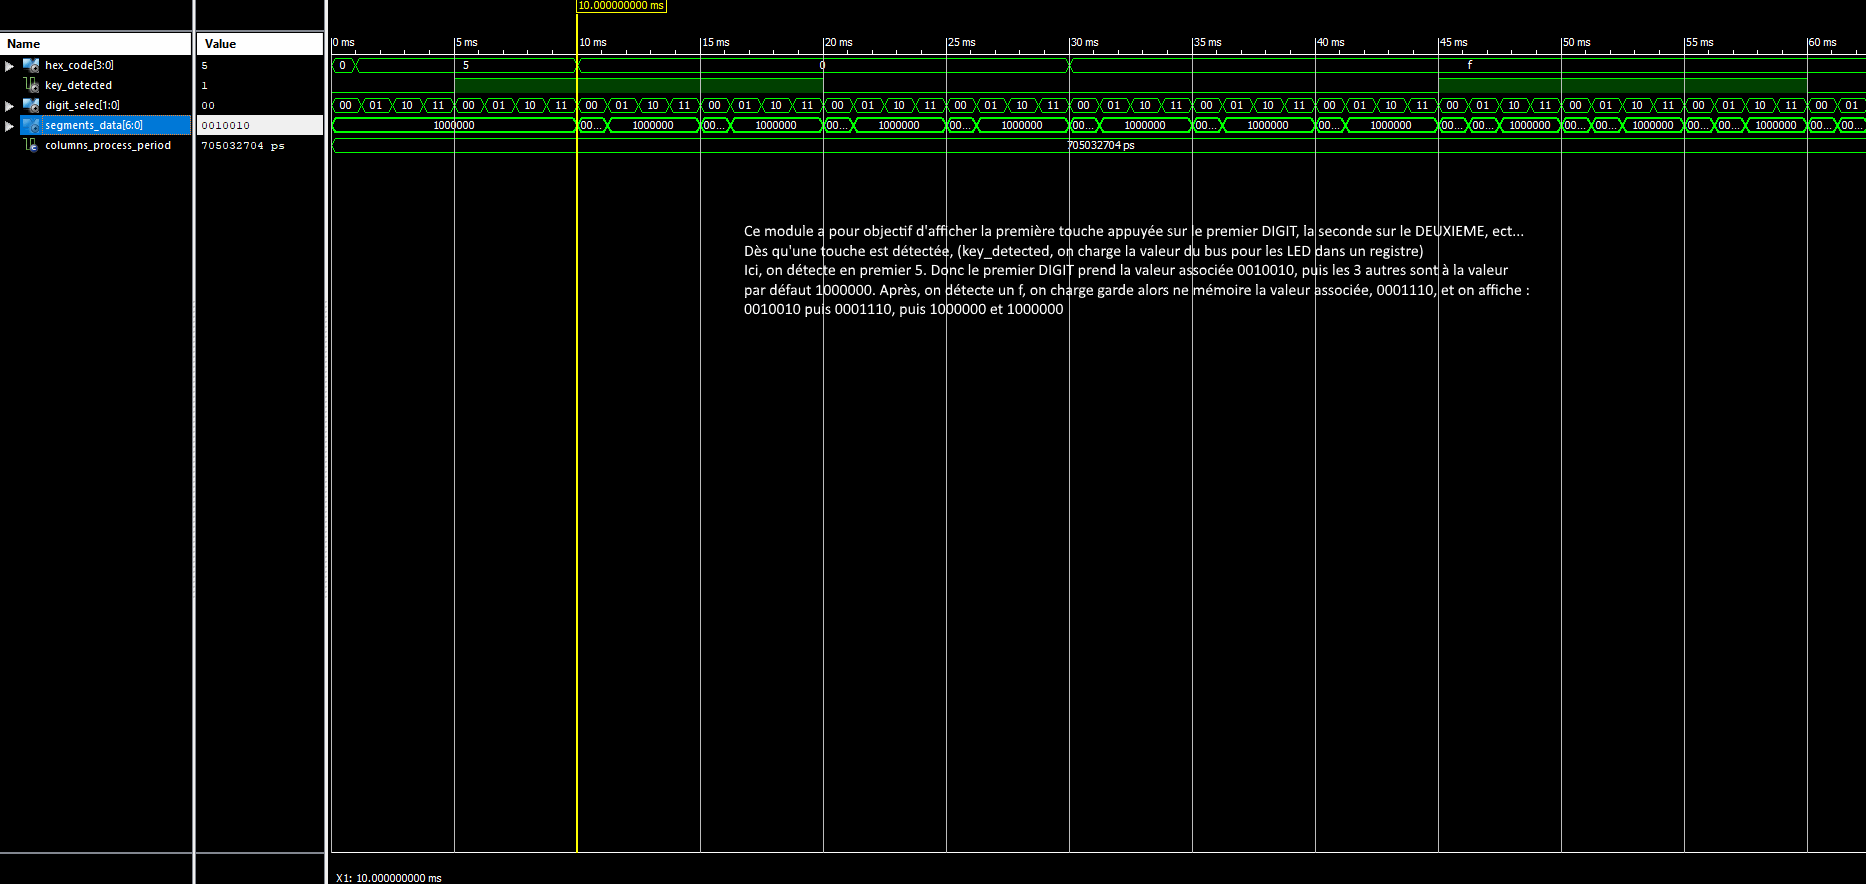 10.000000000 ms
Name Value
0 ms 5 ms 10 ms 15 ms 20 ms 25 ms 30 ms 35 ms 40 ms 45 ms 50 ms 55 ms 60 ms
hex_code[3:0] 5 0 5 0 f
key_detected 1
digit_selec[1:0] 00 00 01 10 11 00 01 10 11 00 01 10 11 00 01 10 11 00 01 10 11 00 01 10 11 00 01 10 11 00 01 10 11 00 01 10 11 00 01 10 11 00 01 10 11 00 01 10 11 00 01
segments_data[6:0] 0010010 1000000 00... 1000000 00... 1000000 00... 1000000 00... 1000000 00... 1000000 00... 1000000 00... 1000000 00... 00... 1000000 00... 00... 1000000 00... 00... 1000000 00... 00...
columns_process_period 705032704 ps 705032704 ps
Ce module a pour objectif d'afficher la première touche appuyée sur le premier DIGIT, la seconde sur le DEUXIEME, ect...
Dès qu'une touche est détectée, (key_detected, on charge la valeur du bus pour les LED dans un registre)
Ici, on détecte en premier 5. Donc le premier DIGIT prend la valeur associée 0010010, puis les 3 autres sont à la valeur
par défaut 1000000. Après, on détecte un f, on charge garde alors ne mémoire la valeur associée, 0001110, et on affiche :
0010010 puis 0001110, puis 1000000 et 1000000
X1: 10.000000000 ms